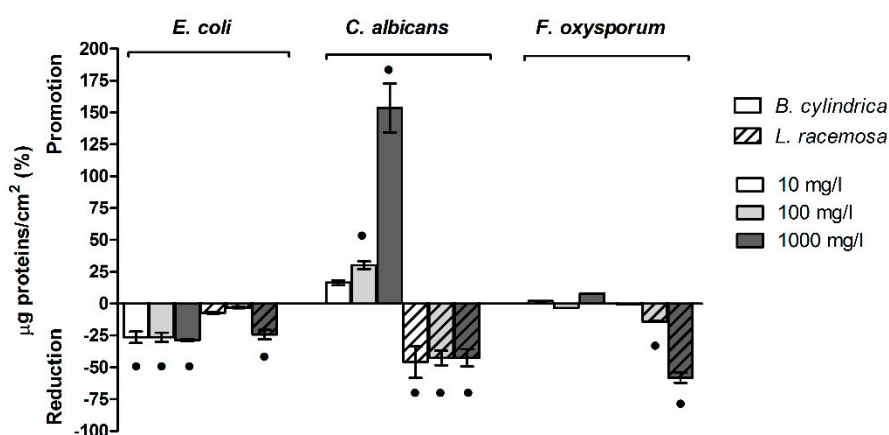 E. coli
C. albicans
F. oxysporum
µg proteins/cm² (%)
Promotion
Reduction
200
175
150
125
100
75
50
25
0
-25
-50
-75
-100
B. cylindrica
L. racemosa
10 mg/l
100 mg/l
1000 mg/l